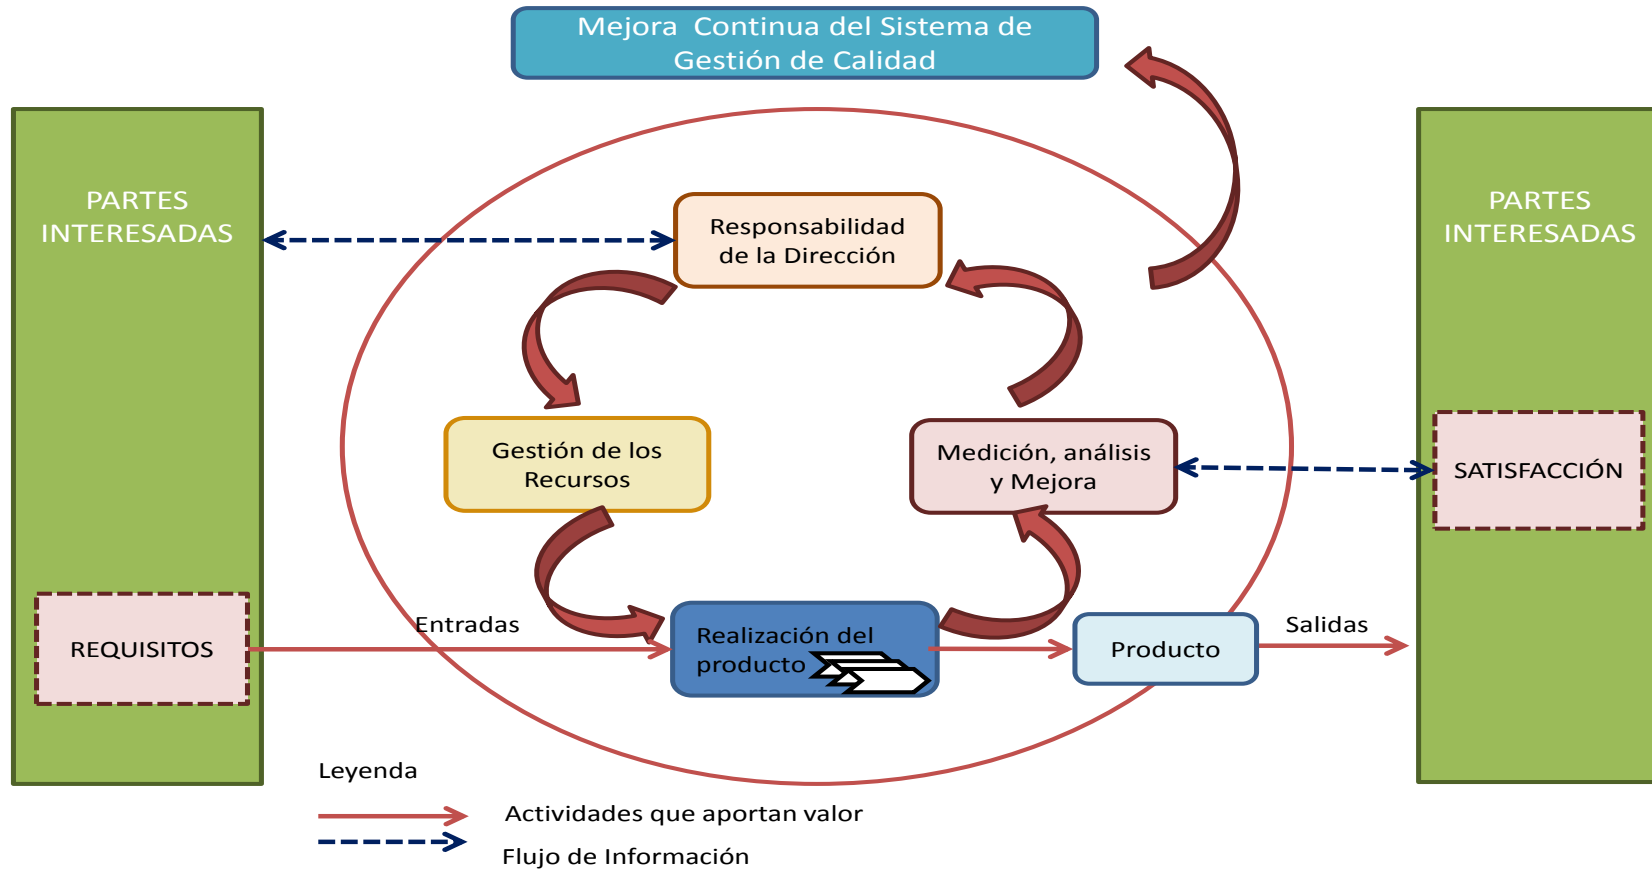 Mejora Continua del Sistema de
Gestión de Calidad
PARTES
INTERESADAS
PARTES
INTERESADAS
Responsabilidad
de la Dirección
Gestión de los
Recursos
Medición, análisis
y Mejora
SATISFACCIÓN
REQUISITOS
Entradas
Realización del
producto
Producto
Salidas
Leyenda
Actividades que aportan valor
Flujo de Información